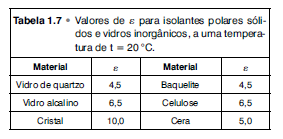 Tabela 1.7 • Valores de ε para isolantes polares sóli-
dos e vidros inorgânicos, a uma tempera-
tura de t = 20 °C.
Material ε Material ε
Vidro de quartzo 4,5 Baquelite 4,5
Vidro alcalino 6,5 Celulose 6,5
Cristal 10,0 Cera 5,0